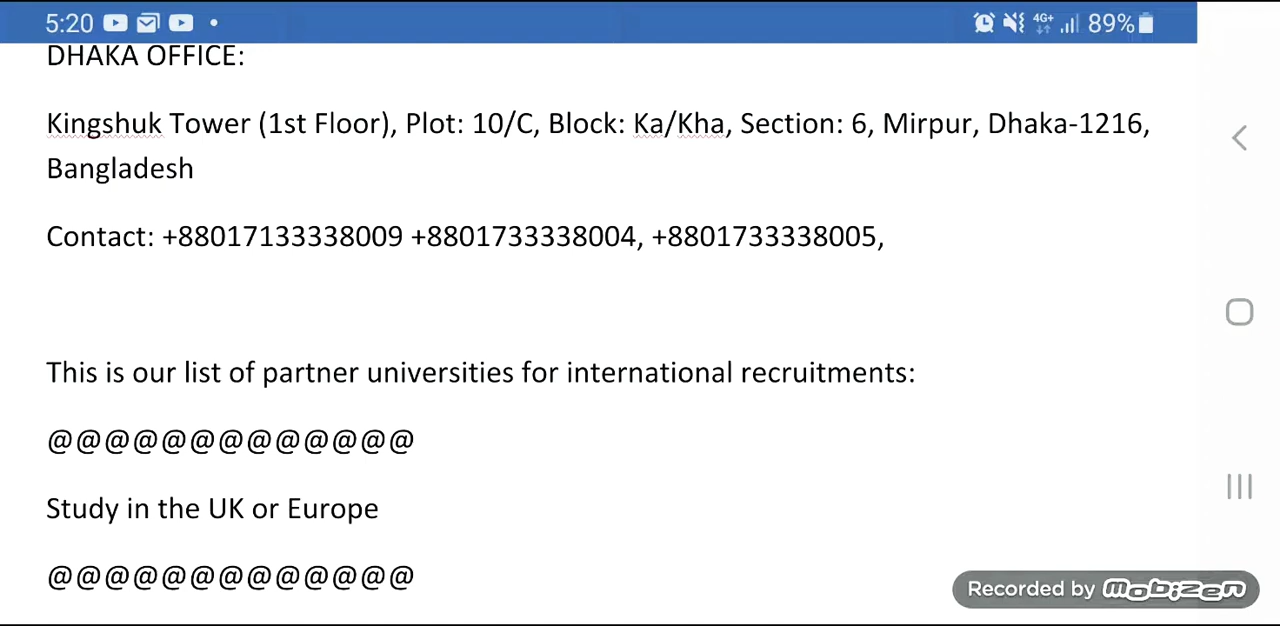 5:20
4G+ 89%
DHAKA OFFICE:
Kingshuk Tower (1st Floor), Plot: 10/C, Block: Ka/Kha, Section: 6, Mirpur, Dhaka-1216,
Bangladesh
Contact: +88017133338009 +8801733338004, +8801733338005,
This is our list of partner universities for international recruitments:
@@@@@@@@@@@@@
Study in the UK or Europe
@@@@@@@@@@@@@
Recorded by mobizen